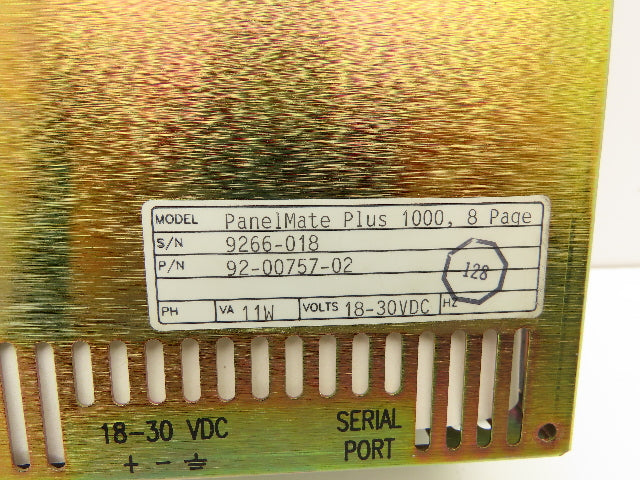 MODEL PanelMate Plus 1000, 8 Page
S/N 9266-018
P/N 92-00757-02
128
PH VA 11W VOLTS 18-30VDC HZ
18-30 VDC
+ - ⏚
SERIAL
PORT